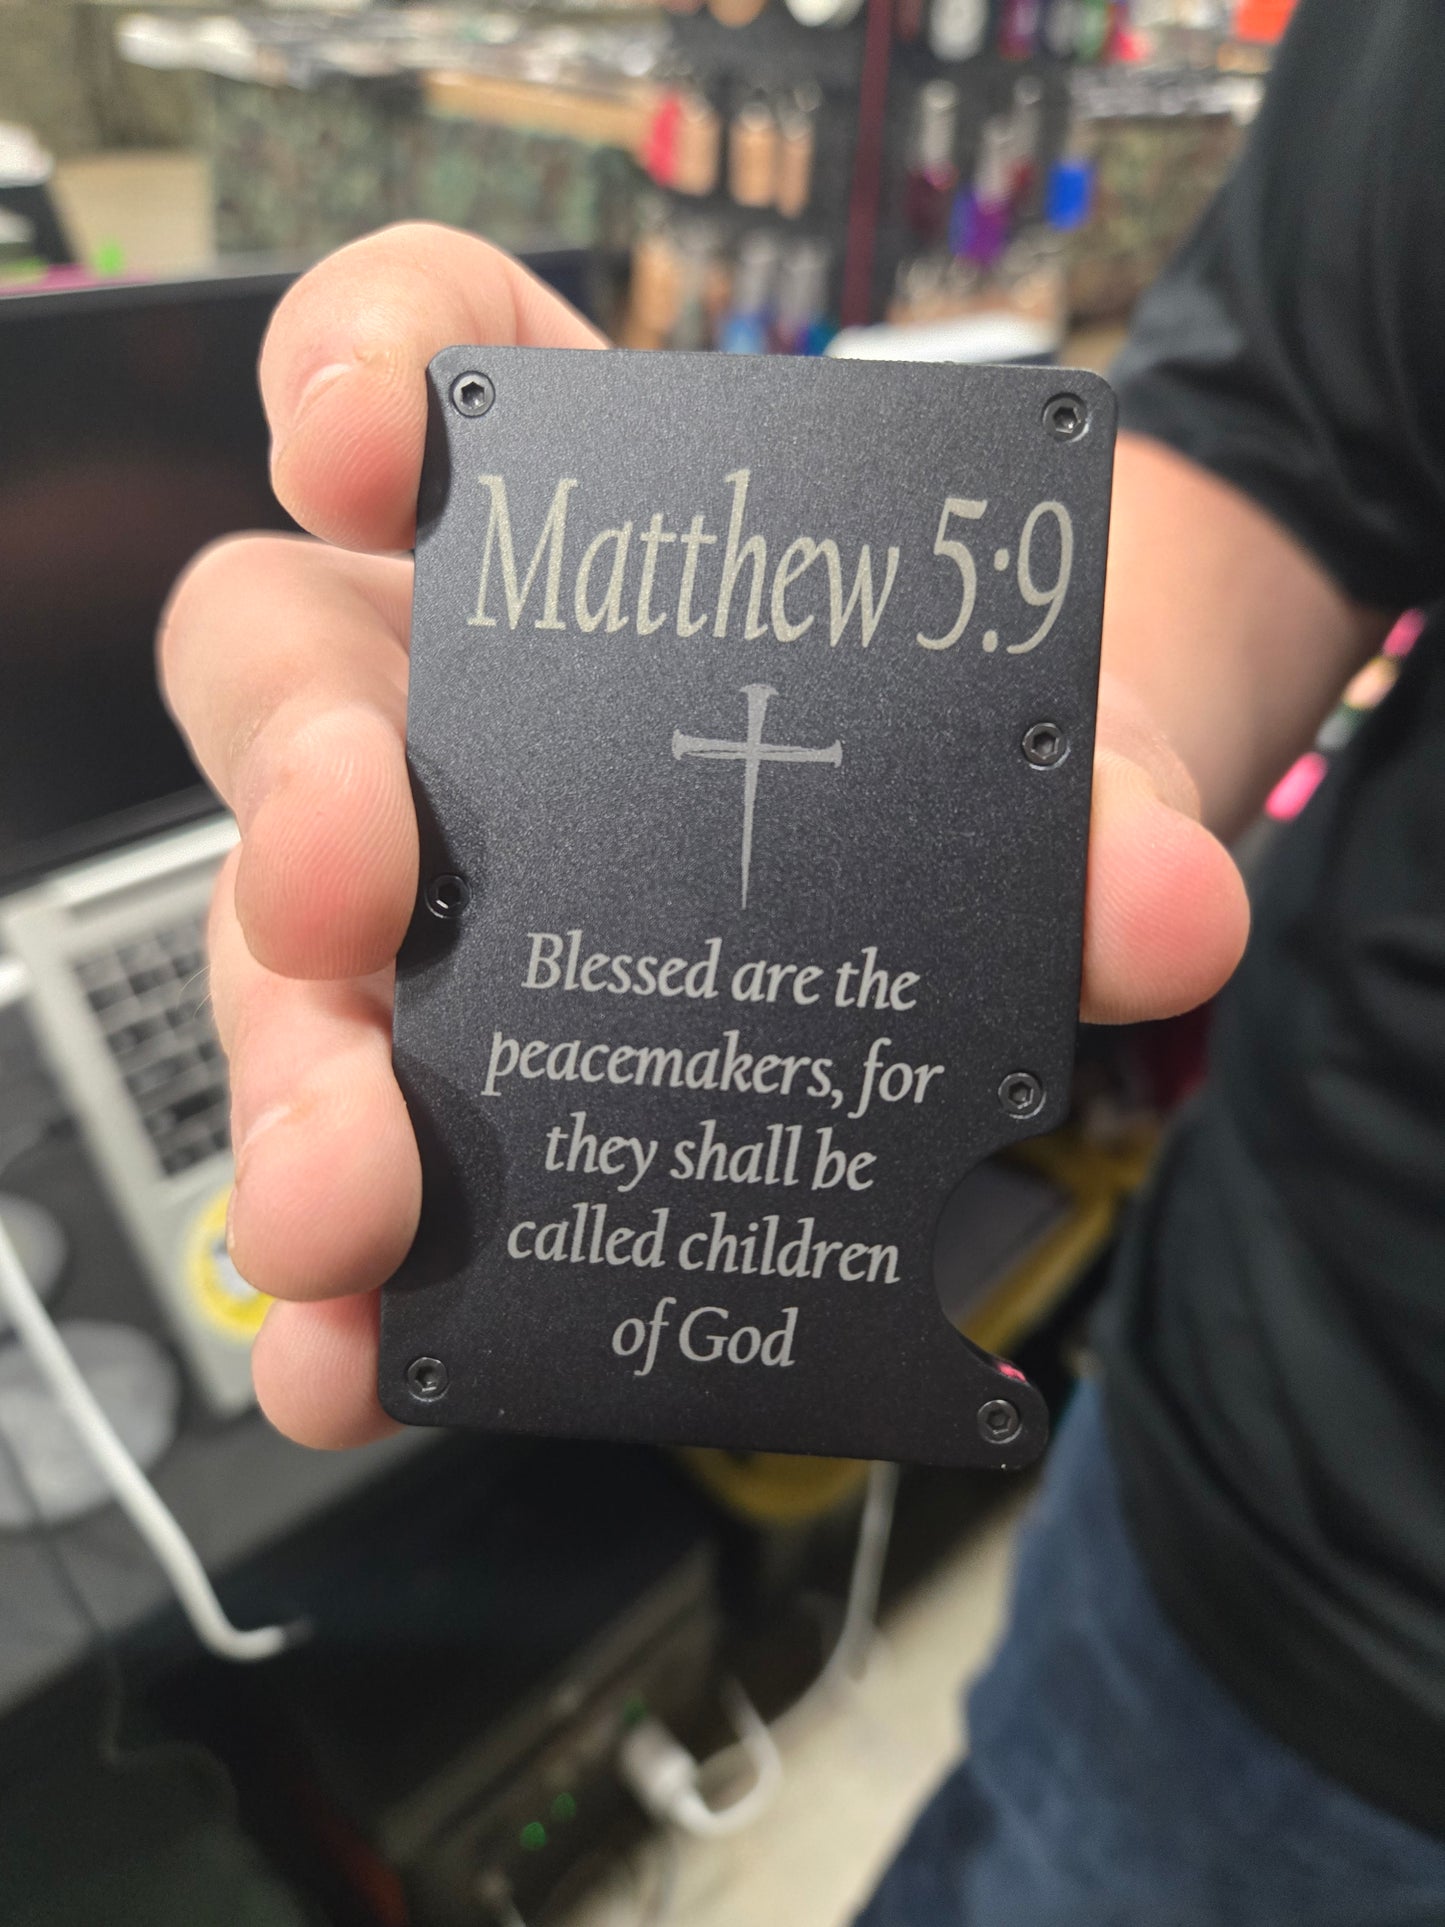 Matthew 5:9
Blessed are the
peacemakers, for
they shall be
called children
of God